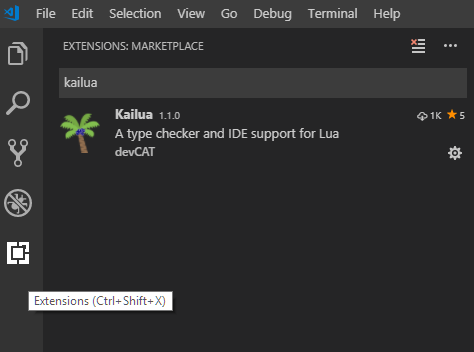 File Edit Selection View Go Debug Terminal Help
EXTENSIONS: MARKETPLACE
kailua
Kailua 1.1.0 1K 5
A type checker and IDE support for Lua
devCAT
Extensions (Ctrl+Shift+X)